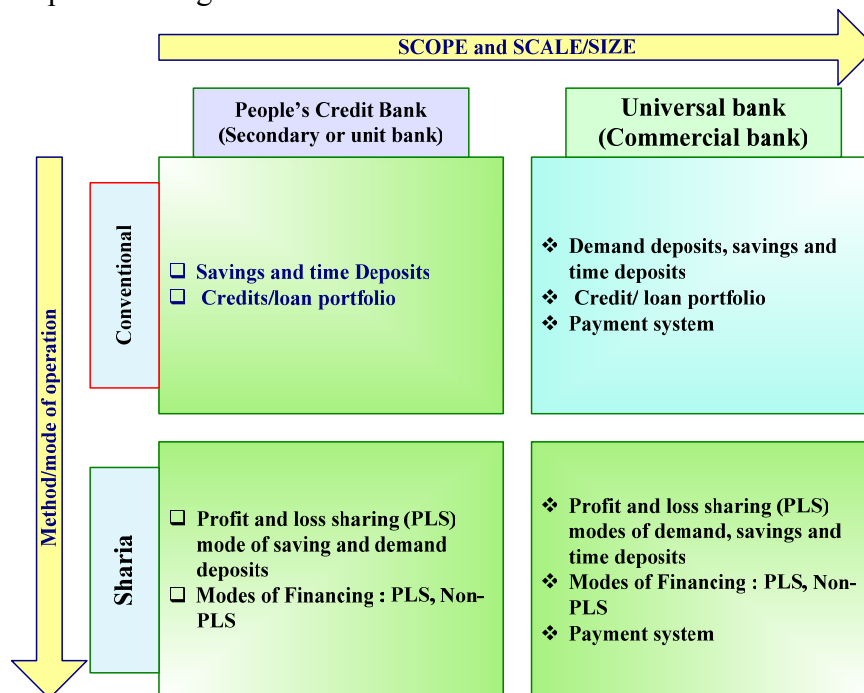 SCOPE and SCALE/SIZE
People's Credit Bank
(Secondary or unit bank)
Universal bank
(Commercial bank)
Method/mode of operation
Conventional
❑ Savings and time Deposits
❑ Credits/loan portfolio
❖ Demand deposits, savings and
time deposits
❖ Credit/ loan portfolio
❖ Payment system
Sharia
❑ Profit and loss sharing (PLS)
mode of saving and demand
deposits
❑ Modes of Financing : PLS, Non-
PLS
❖ Profit and loss sharing (PLS)
modes of demand, savings and
time deposits
❖ Modes of Financing : PLS, Non-
PLS
❖ Payment system